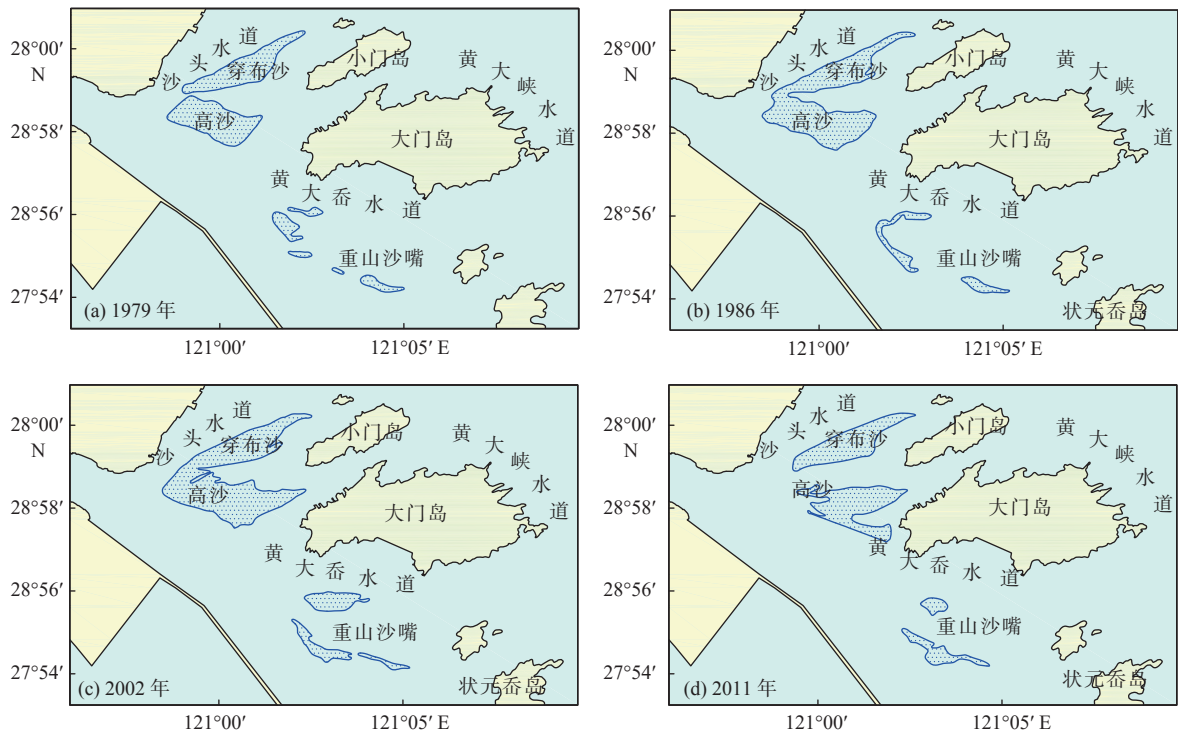 28°00′
N
28°58′
28°56′
27°54′
沙头水道
穿布沙
高沙
小门岛
大门岛
黄大峡水道
黄大岙水道
重山沙嘴
(a) 1979 年
121°00′
121°05′ E
28°00′
N
28°58′
28°56′
27°54′
沙头水道
穿布沙
高沙
小门岛
大门岛
黄大峡水道
黄大岙水道
重山沙嘴
状元岙岛
(b) 1986 年
121°00′
121°05′ E
28°00′
N
28°58′
28°56′
27°54′
沙头水道
穿布沙
高沙
小门岛
大门岛
黄大峡水道
黄大岙水道
重山沙嘴
状元岙岛
(c) 2002 年
121°00′
121°05′ E
28°00′
N
28°58′
28°56′
27°54′
沙头水道
穿布沙
高沙
小门岛
大门岛
黄大峡水道
黄大岙水道
重山沙嘴
状元岙岛
(d) 2011 年
121°00′
121°05′ E